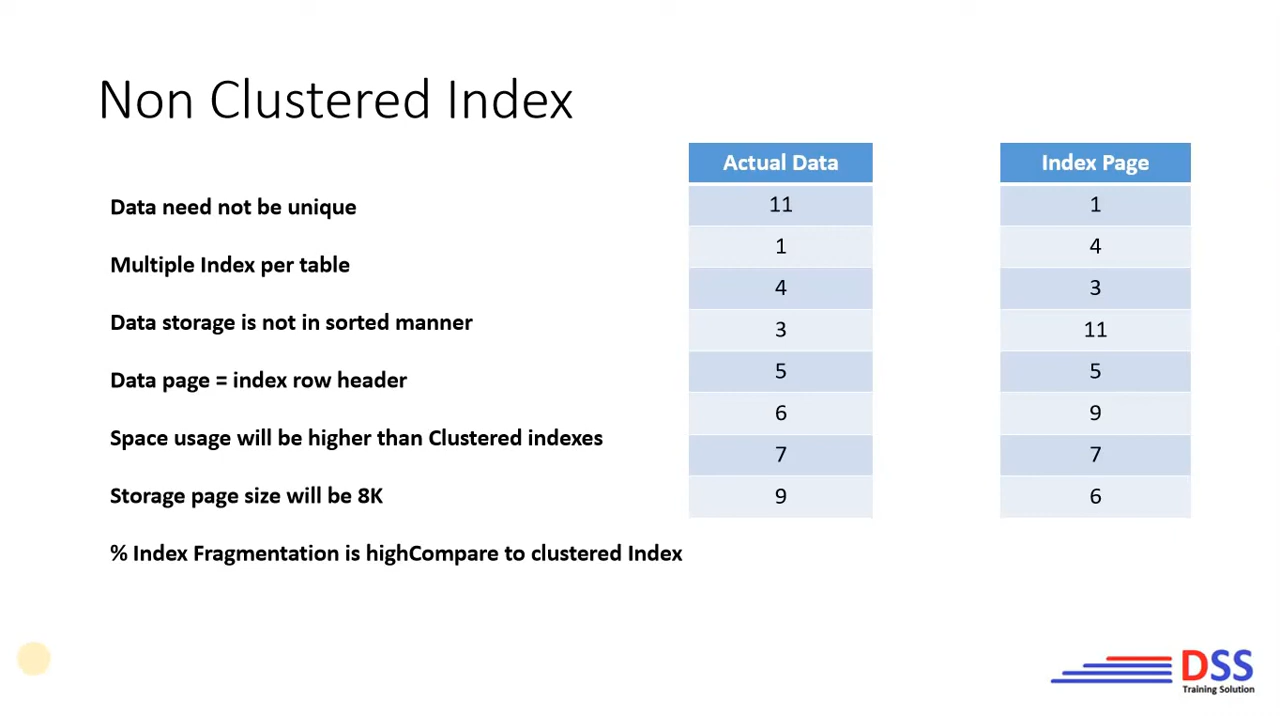 Non Clustered Index
Data need not be unique
Multiple Index per table
Data storage is not in sorted manner
Data page = index row header
Space usage will be higher than Clustered indexes
Storage page size will be 8K
% Index Fragmentation is highCompare to clustered Index
Actual Data
11
1
4
3
5
6
7
9
Index Page
1
4
3
11
5
9
7
6
DSS
Training Solution